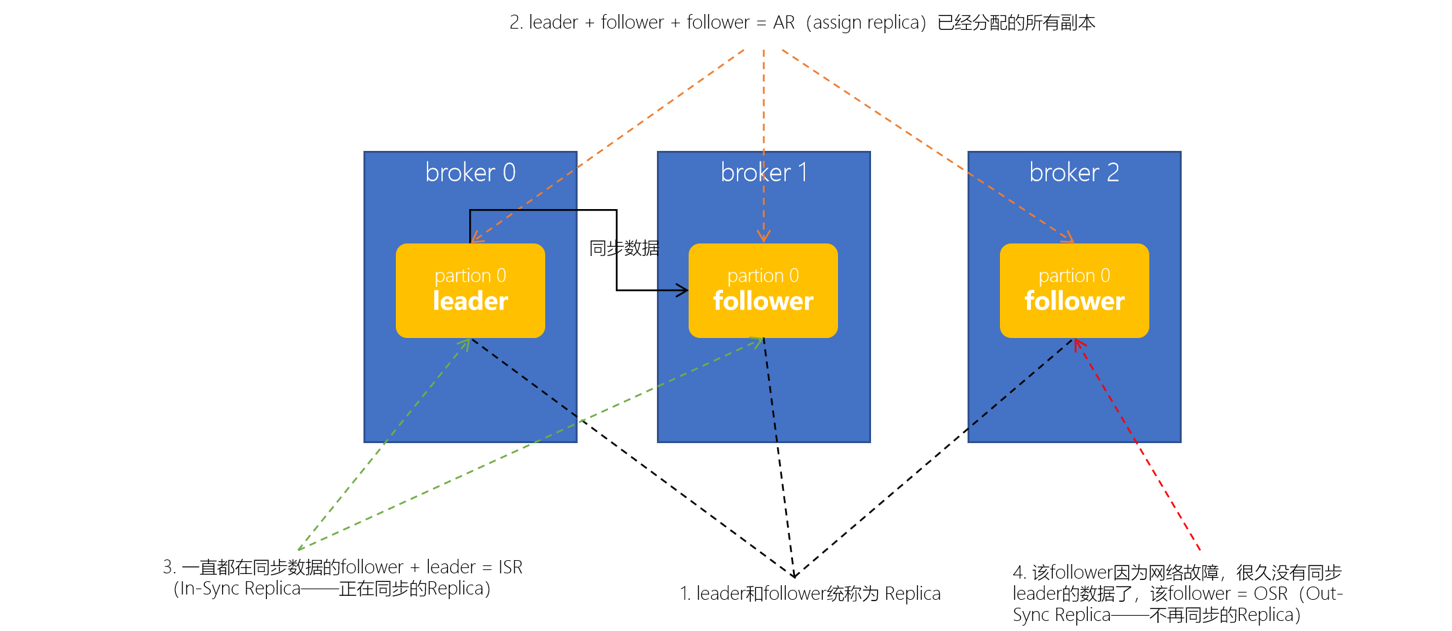 2. leader + follower + follower = AR（assign replica）已经分配的所有副本
broker 0
broker 1
broker 2
同步数据
partion 0
leader
partion 0
follower
partion 0
follower
3. 一直都在同步数据的follower + leader = ISR
（In-Sync Replica——正在同步的Replica）
1. leader和follower统称为 Replica
4. 该follower因为网络故障，很久没有同步
leader的数据了，该follower = OSR（Out-
Sync Replica——不再同步的Replica）